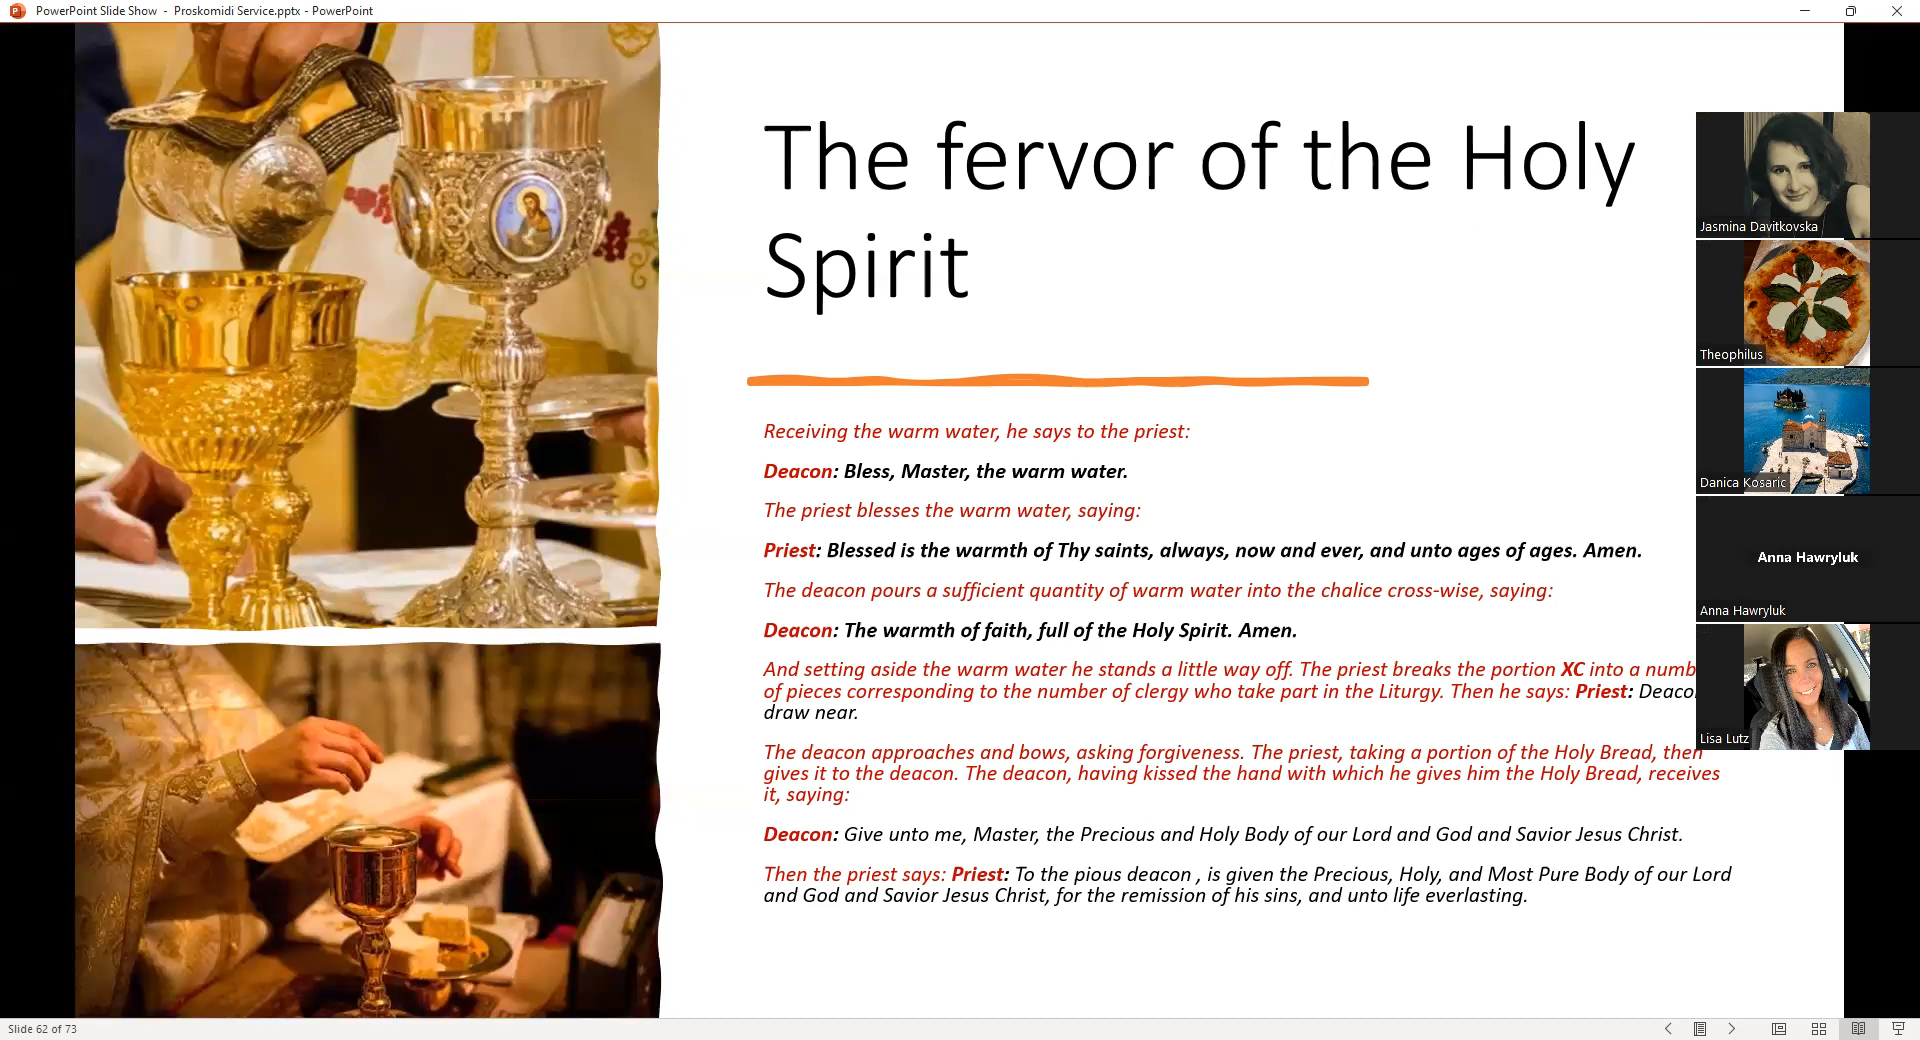 PowerPoint Slide Show - Proskomidi Service.pptx - PowerPoint
The fervor of the Holy
Spirit
Receiving the warm water, he says to the priest:
Deacon: Bless, Master, the warm water.
The priest blesses the warm water, saying:
Priest: Blessed is the warmth of Thy saints, always, now and ever, and unto ages of ages. Amen.
The deacon pours a sufficient quantity of warm water into the chalice cross-wise, saying:
Deacon: The warmth of faith, full of the Holy Spirit. Amen.
And setting aside the warm water he stands a little way off. The priest breaks the portion XC into a
of pieces corresponding to the number of clergy who take part in the Liturgy. Then he says: Priest:
draw near.
The deacon approaches and bows, asking forgiveness. The priest, taking a portion of the Holy Bread, then
gives it to the deacon. The deacon, having kissed the hand with which he gives him the Holy Bread, receives
it, saying:
Deacon: Give unto me, Master, the Precious and Holy Body of our Lord and God and Savior Jesus Christ.
Then the priest says: Priest: To the pious deacon , is given the Precious, Holy, and Most Pure Body of our Lord
and God and Savior Jesus Christ, for the remission of his sins, and unto life everlasting.
Jasmina Davitkovska
Theophilus
Danica Kosaric
Anna Hawryluk
Anna Hawryluk
Lisa Lutz
Slide 62 of 73